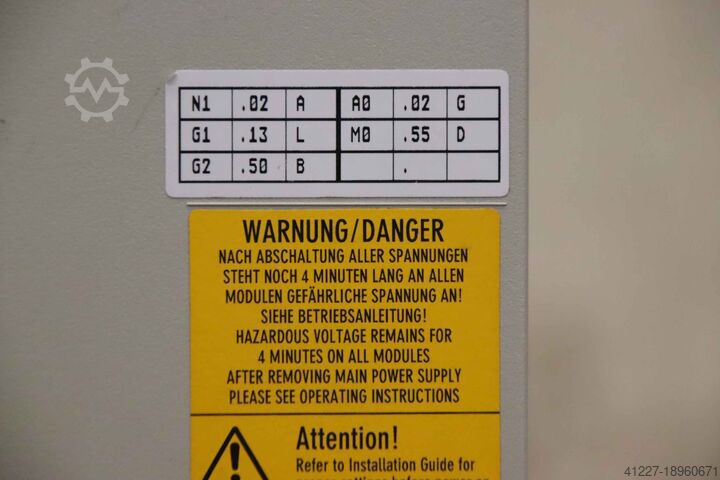 N1 .02 A A0 .02 G
G1 .13 L M0 .55 D
G2 .50 B .
WARNUNG/DANGER
NACH ABSCHALTUNG ALLER SPANNUNGEN
STEHT NOCH 4 MINUTEN LANG AN ALLEN
MODULEN GEFÄHRLICHE SPANNUNG AN!
SIEHE BETRIEBSANLEITUNG!
HAZARDOUS VOLTAGE REMAINS FOR
4 MINUTES ON ALL MODULES
AFTER REMOVING MAIN POWER SUPPLY
PLEASE SEE OPERATING INSTRUCTIONS
Attention!
Refer to Installation Guide for
41227-18960671